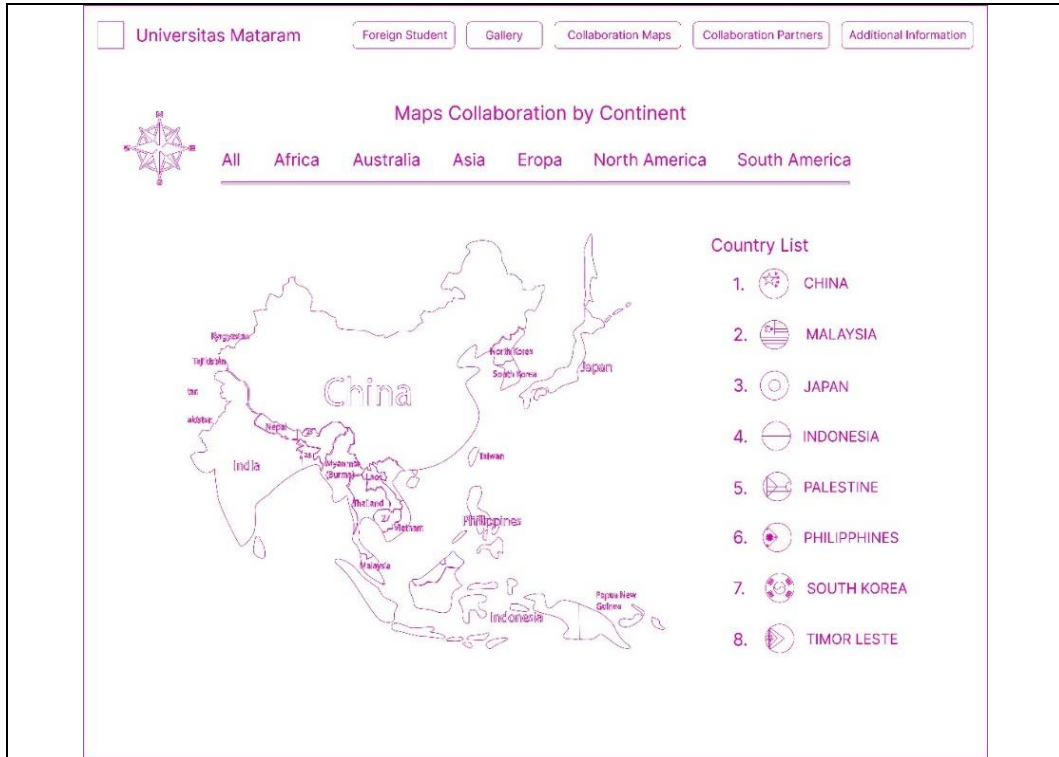 Universitas Mataram
Foreign Student
Gallery
Collaboration Maps
Collaboration Partners
Additional Information
Maps Collaboration by Continent
All Africa Australia Asia Eropa North America South America
Country List
1. CHINA
2. MALAYSIA
3. JAPAN
4. INDONESIA
5. PALESTINE
6. PHILIPPHINES
7. SOUTH KOREA
8. TIMOR LESTE
Kyrgyzstan
North Korea
South Korea
Japan
China
Nepal
India
Myanmar
(Burma)
Laos
Taiwan
Thailand
Vietnam
Philippines
Malaysia
Papua New
Guinea
Indonesia